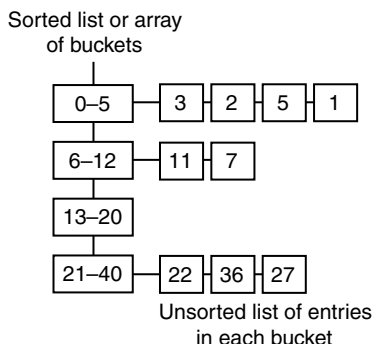 Sorted list or array
of buckets
0–5 3 2 5 1
6–12 11 7
13–20
21–40 22 36 27
Unsorted list of entries
in each bucket